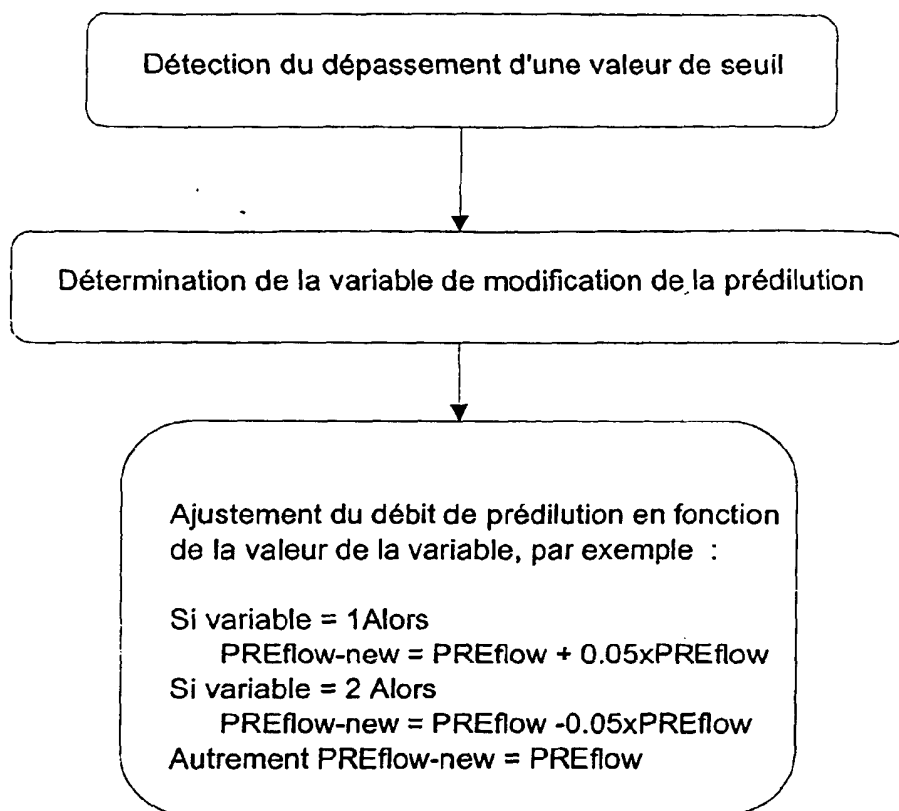 Détection du dépassement d'une valeur de seuil
Détermination de la variable de modification de la prédilution
Ajustement du débit de prédilution en fonction
de la valeur de la variable, par exemple :
Si variable = 1Alors
PREflow-new = PREflow + 0.05xPREflow
Si variable = 2 Alors
PREflow-new = PREflow -0.05xPREflow
Autrement PREflow-new = PREflow